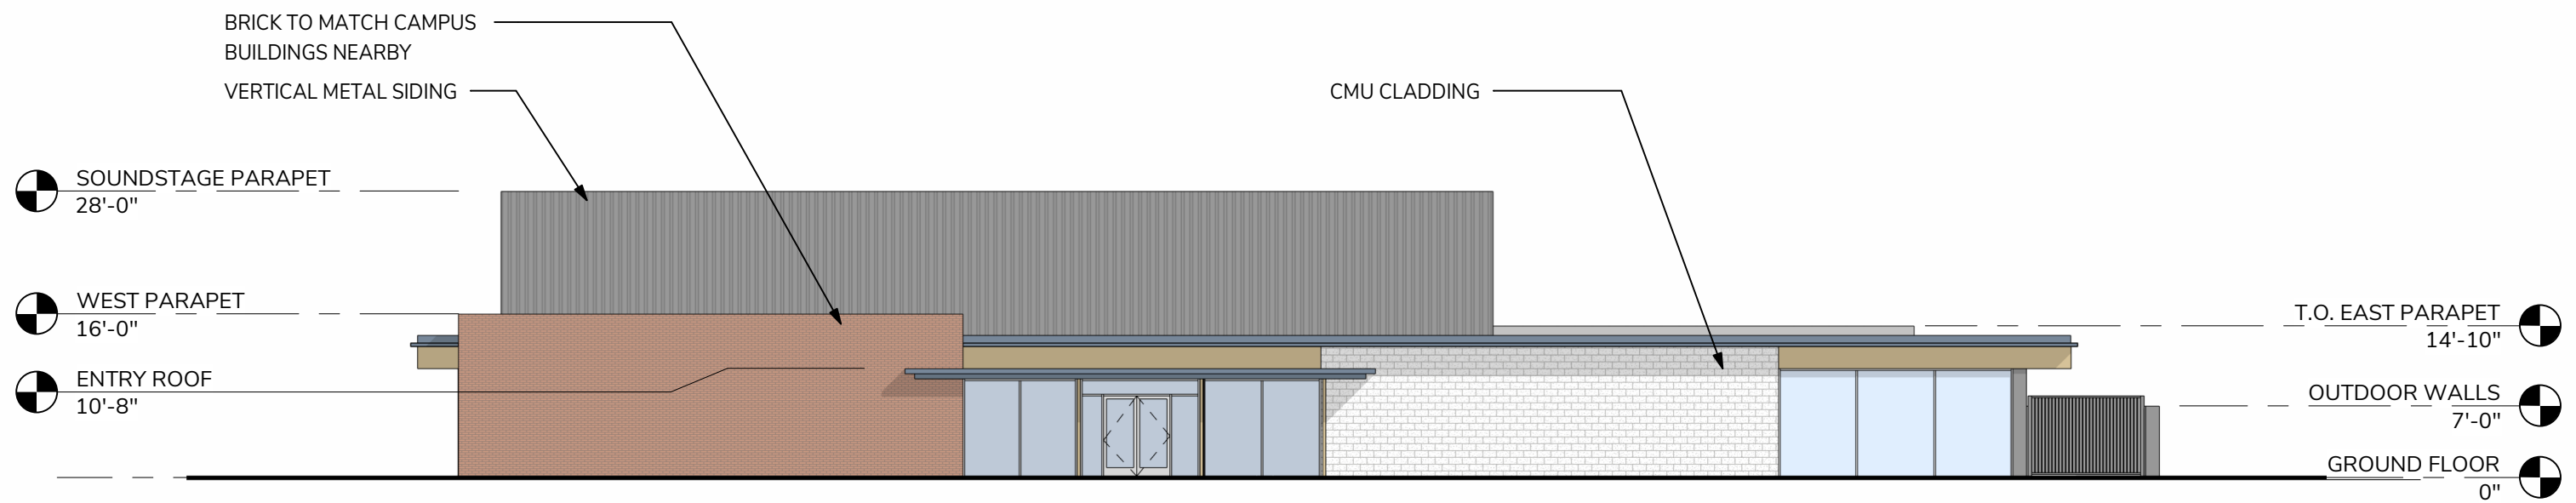 BRICK TO MATCH CAMPUS
BUILDINGS NEARBY
VERTICAL METAL SIDING
CMU CLADDING
SOUNDSTAGE PARAPET
28'-0"
WEST PARAPET
16'-0"
ENTRY ROOF
10'-8"
T.O. EAST PARAPET
14'-10"
OUTDOOR WALLS
7'-0"
GROUND FLOOR
0"